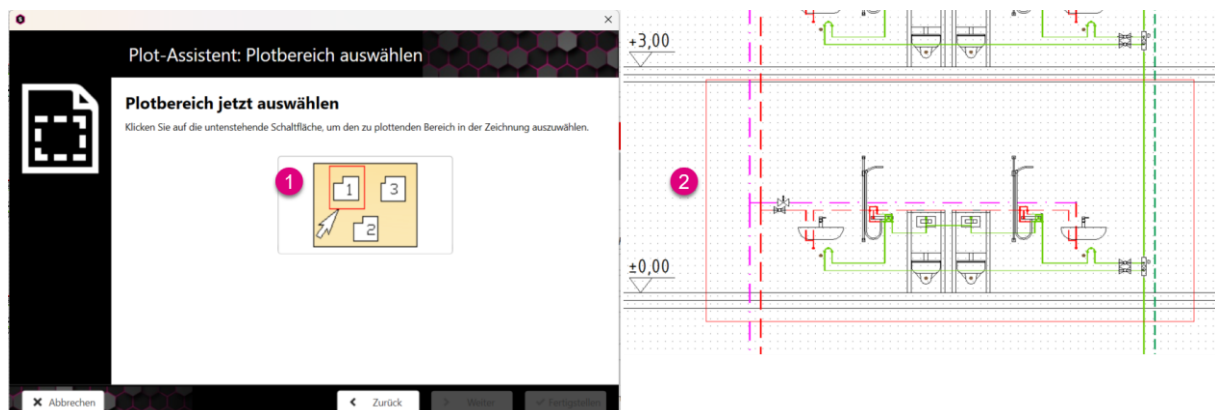 Plot-Assistent: Plotbereich auswählen
Plotbereich jetzt auswählen
Klicken Sie auf die untenstehende Schaltfläche, um den zu plottenden Bereich in der Zeichnung auszuwählen.
1
1
3
2
Abbrechen
Zurück
Weiter
Fertigstellen
+3,00
2
±0,00